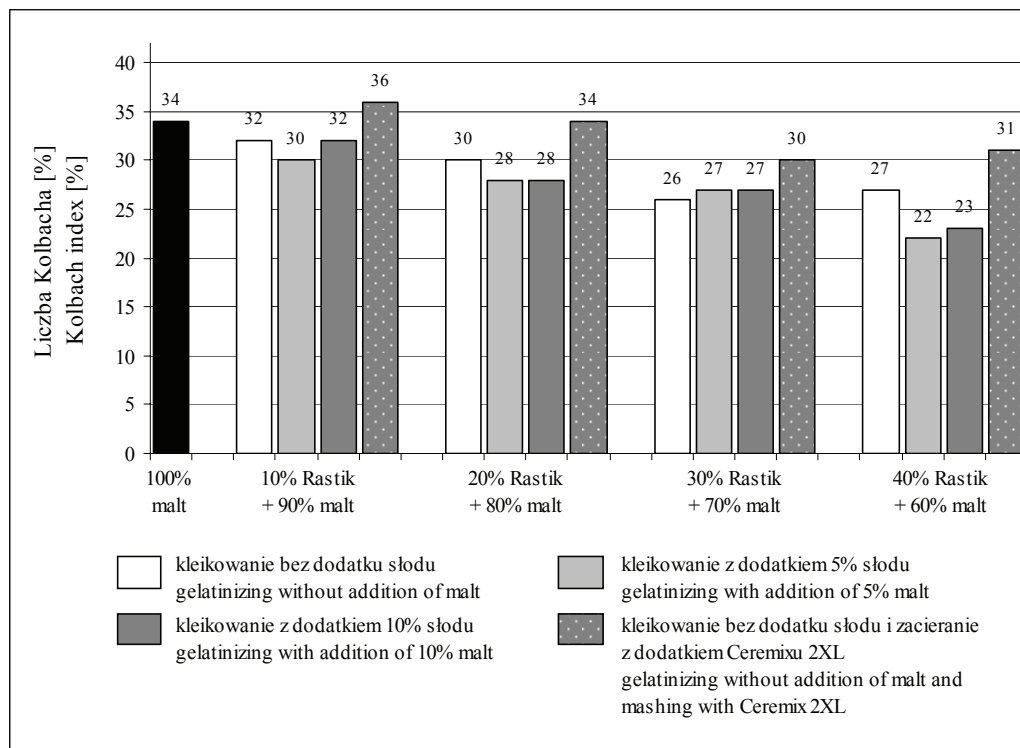 Liczba Kolbacha [%]
Kolbach index [%]
40
35
30
25
20
15
10
5
0
34
32
30
32
36
30
28
28
34
26
27
27
30
27
22
23
31
100%
malt
10% Rastik
+ 90% malt
20% Rastik
+ 80% malt
30% Rastik
+ 70% malt
40% Rastik
+ 60% malt
kleikowanie bez dodatku słodu
gelatinizing without addition of malt
kleikowanie z dodatkiem 5% słodu
gelatinizing with addition of 5% malt
kleikowanie z dodatkiem 10% słodu
gelatinizing with addition of 10% malt
kleikowanie bez dodatku słodu i zacieranie
z dodatkiem Ceremixu 2XL
gelatinizing without addition of malt and
mashing with Ceremix 2XL